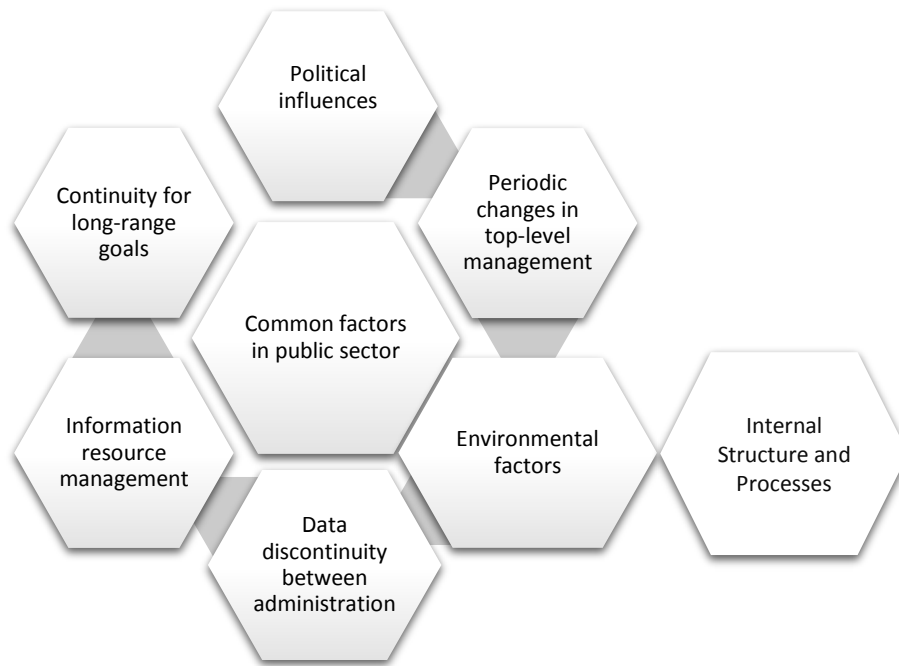 Political
influences
Continuity for
long-range
goals
Periodic
changes in
top-level
management
Common factors
in public sector
Information
resource
management
Environmental
factors
Internal
Structure and
Processes
Data
discontinuity
between
administration